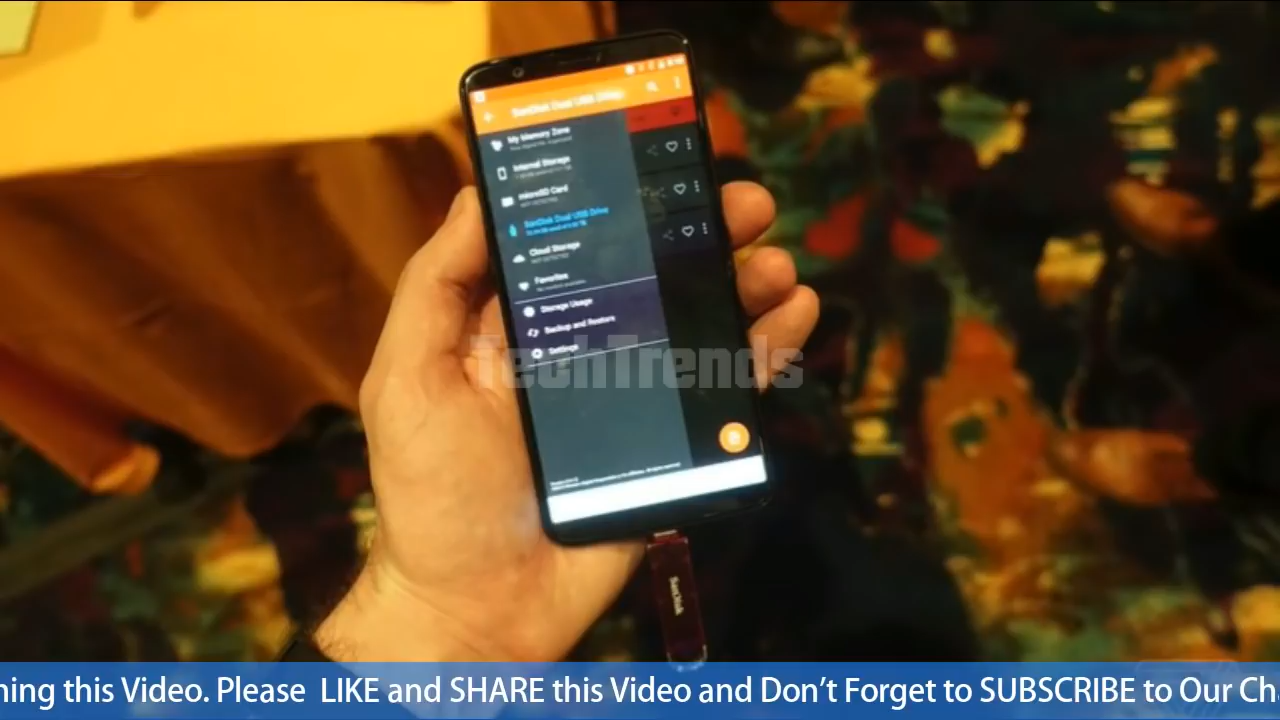 SanDisk Dual USB Drive
My Memory Zone
Internal Storage
microSD Card
SanDisk Dual USB Drive
Cloud Storage
Favorites
Storage Usage
Backup and Restore
Settings
TechTrends
SanDisk
ning this Video. Please LIKE and SHARE this Video and Don’t Forget to SUBSCRIBE to Our Cha